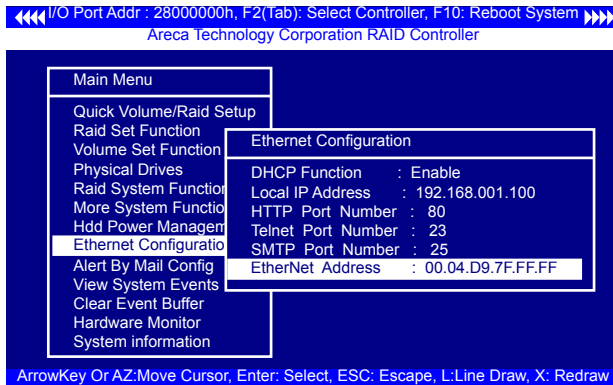 I/O Port Addr : 28000000h, F2(Tab): Select Controller, F10: Reboot System
Areca Technology Corporation RAID Controller
Main Menu
Quick Volume/Raid Setup
Raid Set Function
Volume Set Function
Physical Drives
Raid System Function
More System Functio
Hdd Power Managem
Ethernet Configuratio
Alert By Mail Config
View System Events
Clear Event Buffer
Hardware Monitor
System information
Ethernet Configuration
DHCP Function : Enable
Local IP Address : 192.168.001.100
HTTP Port Number : 80
Telnet Port Number : 23
SMTP Port Number : 25
EtherNet Address : 00.04.D9.7F.FF.FF
ArrowKey Or AZ:Move Cursor, Enter: Select, ESC: Escape, L:Line Draw, X: Redraw